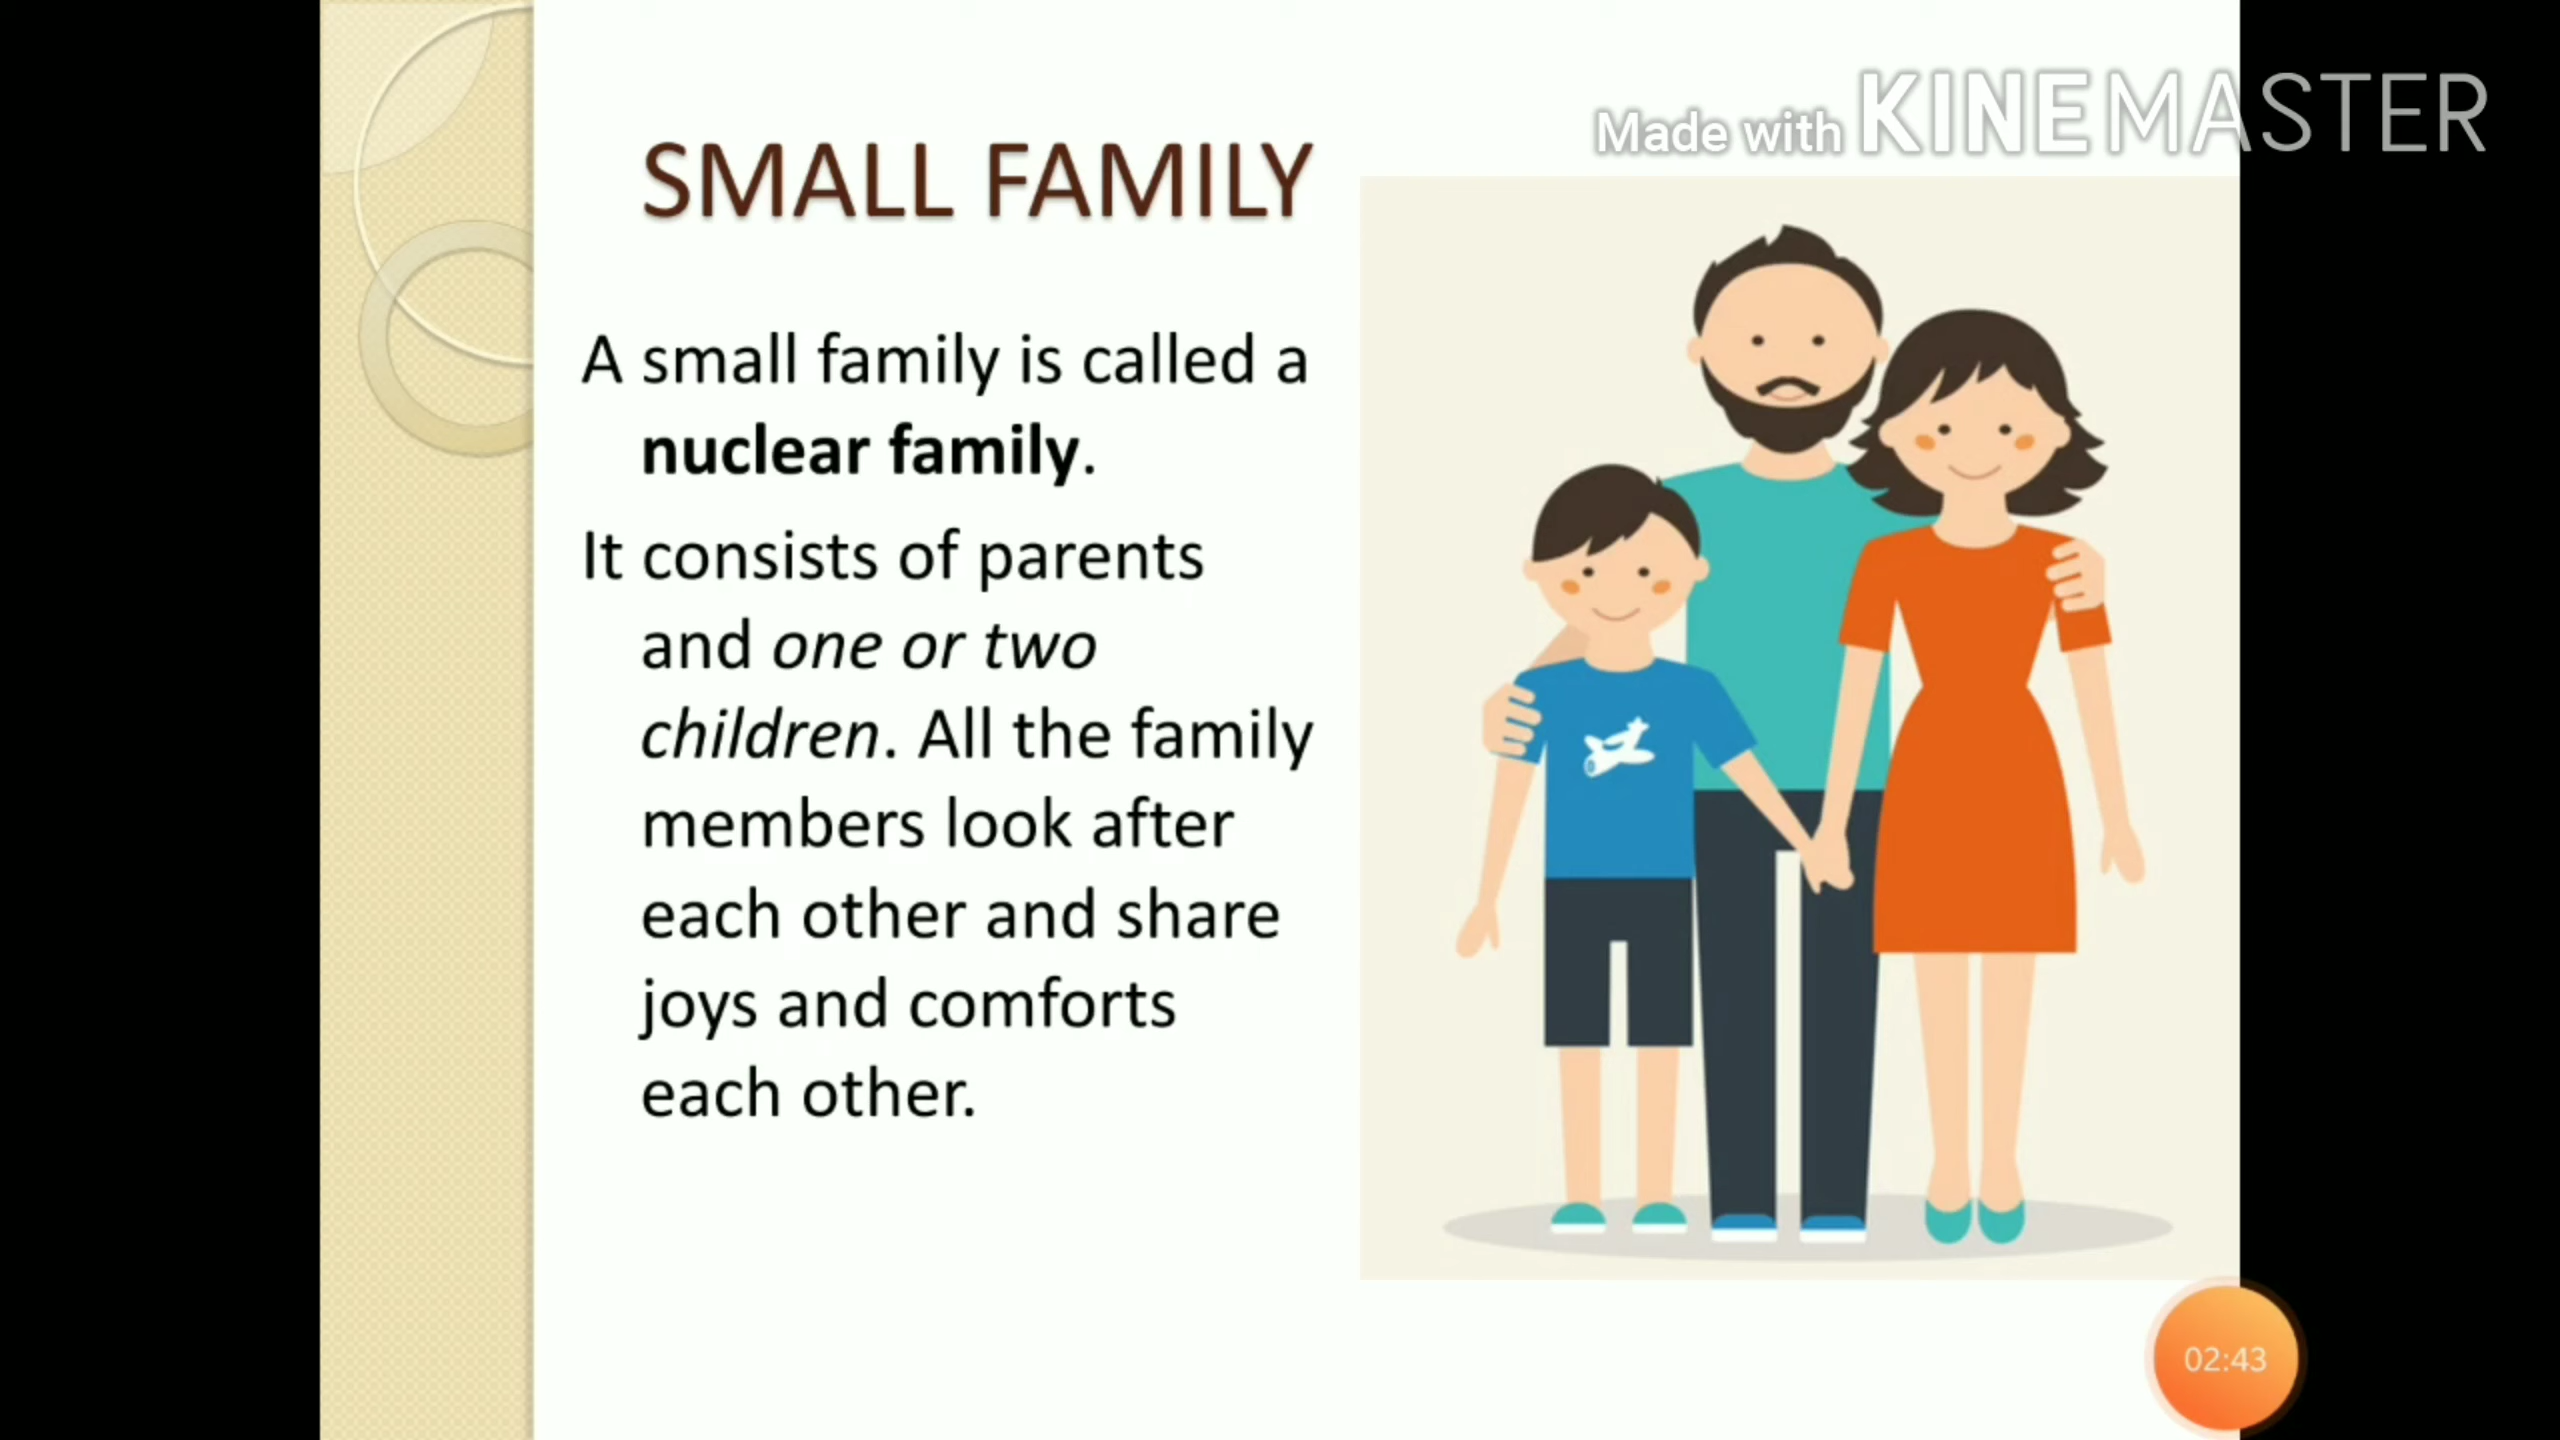 Made with KINEMASTER
SMALL FAMILY
A small family is called a
nuclear family.
It consists of parents
and one or two
children. All the family
members look after
each other and share
joys and comforts
each other.
02:43